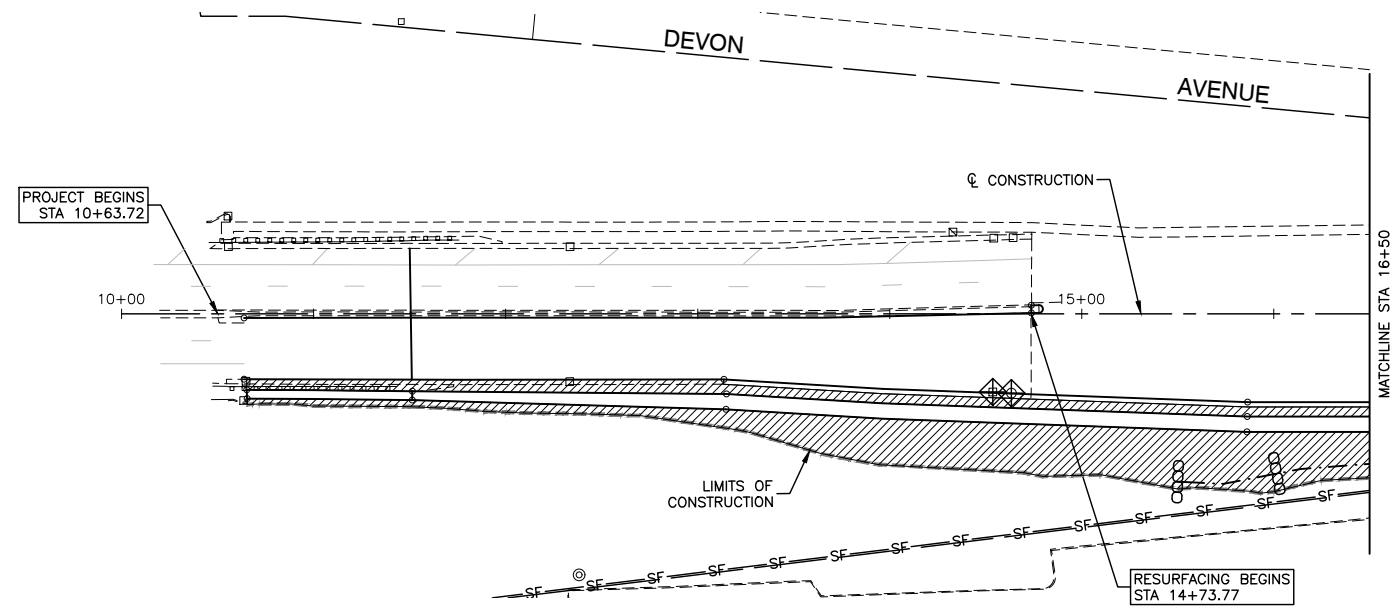 DEVON
AVENUE
℄ CONSTRUCTION
PROJECT BEGINS
STA 10+63.72
10+00
15+00
MATCHLINE STA 16+50
LIMITS OF
CONSTRUCTION
SF SF SF SF SF SF SF SF SF SF SF SF SF SF
RESURFACING BEGINS
STA 14+73.77